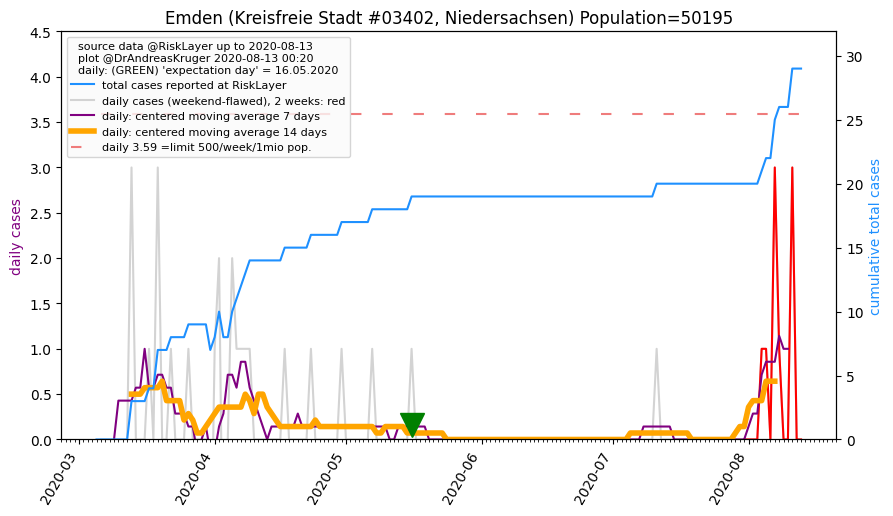 Emden (Kreisfreie Stadt #03402, Niedersachsen) Population=50195
source data @RiskLayer up to 2020-08-13
plot @DrAndreasKruger 2020-08-13 00:20
daily: (GREEN) 'expectation day' = 16.05.2020
total cases reported at RiskLayer
daily cases (weekend-flawed), 2 weeks: red
daily: centered moving average 7 days
daily: centered moving average 14 days
daily 3.59 =limit 500/week/1mio pop.
daily cases
4.5
4.0
3.5
3.0
2.5
2.0
1.5
1.0
0.5
0.0
cumulative total cases
30
25
20
15
10
5
0
2020-03
2020-04
2020-05
2020-06
2020-07
2020-08